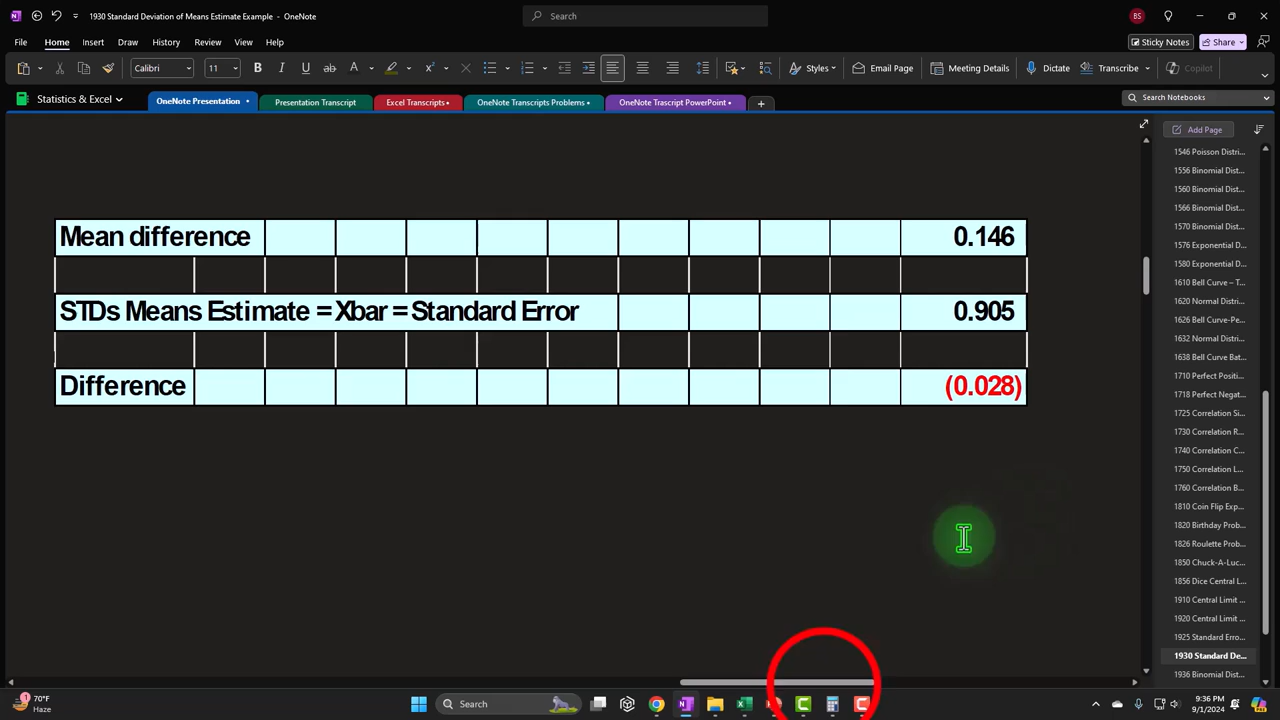 1930 Standard Deviation of Means Estimate Example - OneNote
Search
BS
File Home Insert Draw History Review View Help
Sticky Notes
Share
Calibri 11
Styles
Email Page
Meeting Details
Dictate
Transcribe
Copilot
Statistics & Excel
OneNote Presentation
Presentation Transcript
Excel Transcripts
OneNote Transcripts Problems
OneNote Trascript PowerPoint
Search Notebooks
Add Page
Mean difference 0.146
STDs Means Estimate = Xbar = Standard Error 0.905
Difference (0.028)
1546 Poisson Distri...
1556 Binomial Dist...
1560 Binomial Dist...
1566 Binomial Dist...
1570 Binomial Dist...
1576 Exponential D...
1580 Exponential D...
1610 Bell Curve – T...
1620 Normal Distri...
1626 Bell Curve-Pe...
1632 Normal Distri...
1638 Bell Curve Bat...
1710 Perfect Positi...
1718 Perfect Negat...
1725 Correlation Si...
1730 Correlation R...
1740 Correlation C...
1750 Correlation L...
1760 Correlation B...
1810 Coin Flip Exp...
1820 Birthday Prob...
1826 Roulette Prob...
1850 Chuck-A-Luc...
1856 Dice Central L...
1910 Central Limit ...
1920 Central Limit ...
1925 Standard Erro...
1930 Standard De...
1936 Binomial Dist...
1
70°F
Haze
Search
9:36 PM
9/1/2024